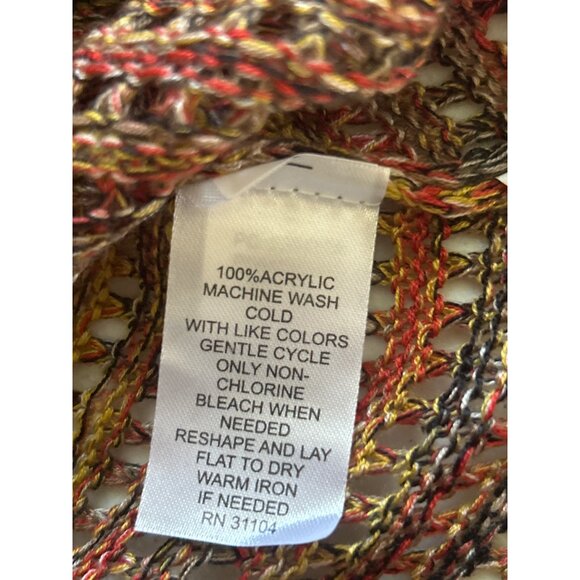 100%ACRYLIC
MACHINE WASH
COLD
WITH LIKE COLORS
GENTLE CYCLE
ONLY NON-
CHLORINE
BLEACH WHEN
NEEDED
RESHAPE AND LAY
FLAT TO DRY
WARM IRON
IF NEEDED
RN 31104